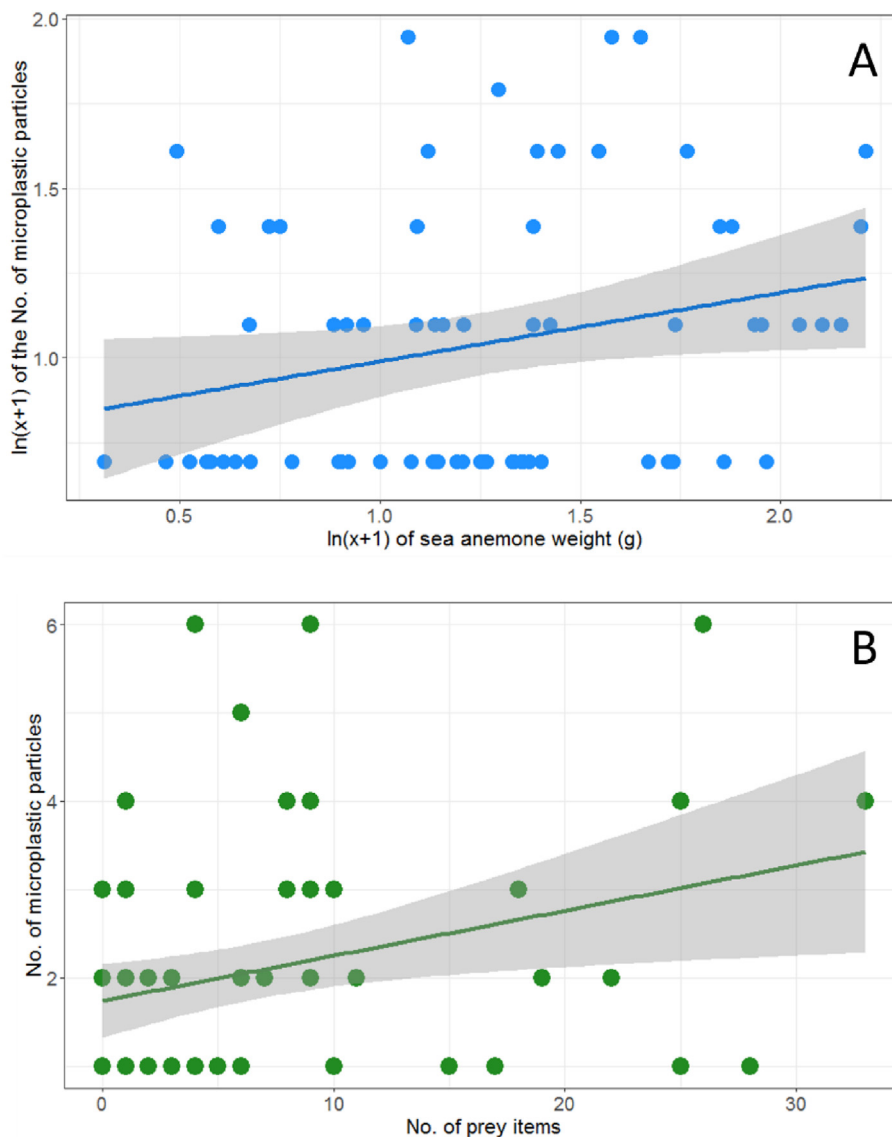 A
ln(x+1) of the No. of microplastic particles
2.0
1.5
1.0
0.5 1.0 1.5 2.0
ln(x+1) of sea anemone weight (g)
B
No. of microplastic particles
6
4
2
0 10 20 30
No. of prey items